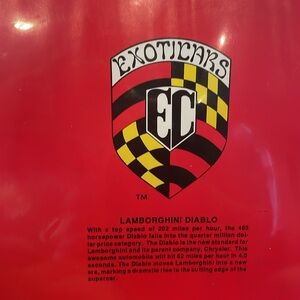 EXOTICARS
EC
TM
LAMBORGHINI DIABLO
With a top speed of 202 miles per hour, the 485
horsepower Diablo falls into the quarter million dol-
lar price category. The Diablo is the new standard for
Lamborghini and its parent company, Chrysler. This
awesome automobile will hit 62 miles per hour in 4.0
seconds. The Diablo moves Lamborghini into a new
era, marking a dramatic rise to the cutting edge of the
supercar.